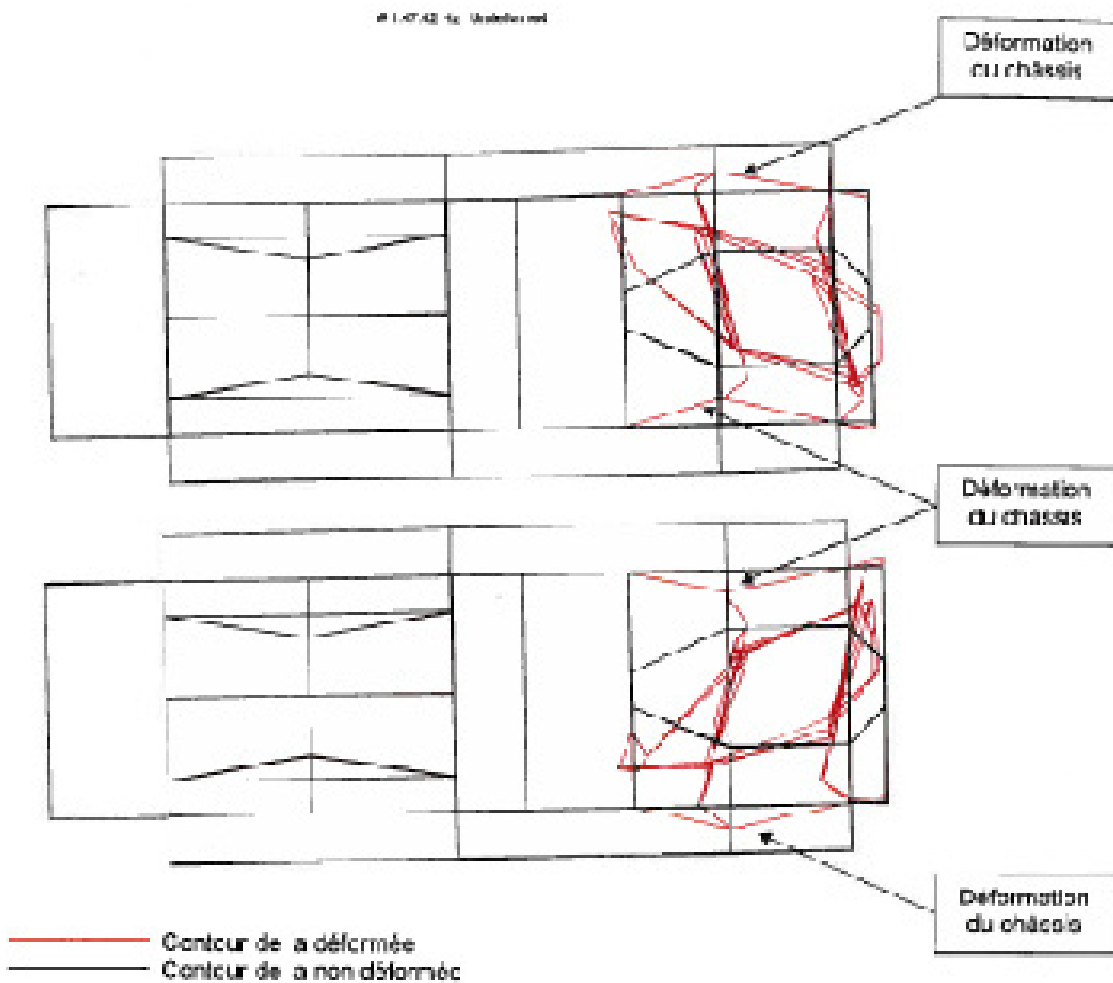 Déformation
du châssis
Déformation
du châssis
Déformation
du châssis
Contour de la déformée
Contour de la non déformée